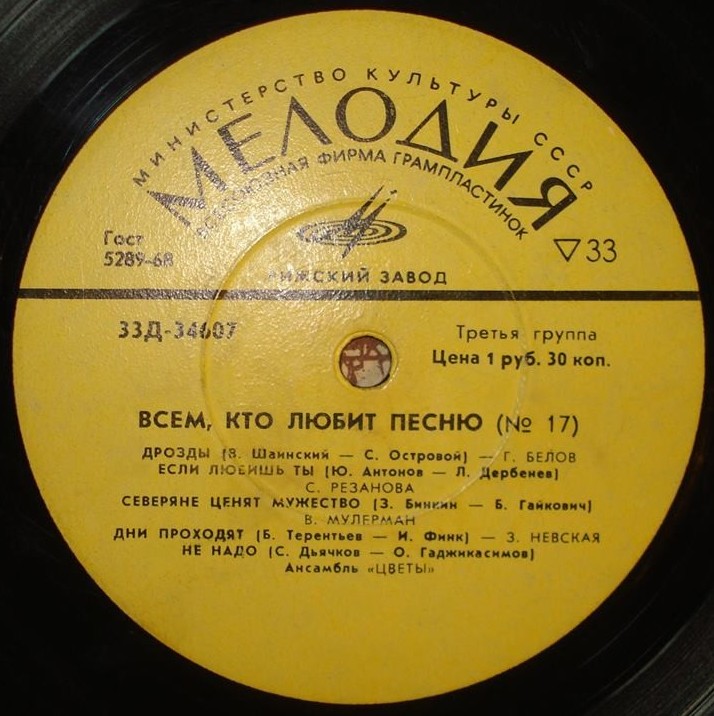 МИНИСТЕРСТВО КУЛЬТУРЫ СССР
МЕЛОДИЯ
ВСЕСОЮЗНАЯ ФИРМА ГРАМПЛАСТИНОК
Гост
5289-68
33
РИЖСКИЙ ЗАВОД
33Д-34607
Третья группа
Цена 1 руб. 30 коп.
ВСЕМ, КТО ЛЮБИТ ПЕСНЮ (№ 17)
ДРОЗДЫ (В. Шаинский — С. Островой) — Г. БЕЛОВ
ЕСЛИ ЛЮБИШЬ ТЫ (Ю. Антонов — Л. Дербенев)
С. РЕЗАНОВА
СЕВЕРЯНЕ ЦЕНЯТ МУЖЕСТВО (З. Бинкин — Б. Гайкович)
В. МУЛЕРМАН
ДНИ ПРОХОДЯТ (Б. Терентьев — И. Финк) — З. НЕВСКАЯ
НЕ НАДО (С. Дьячков — О. Гаджикасимов)
Ансамбль «ЦВЕТЫ»